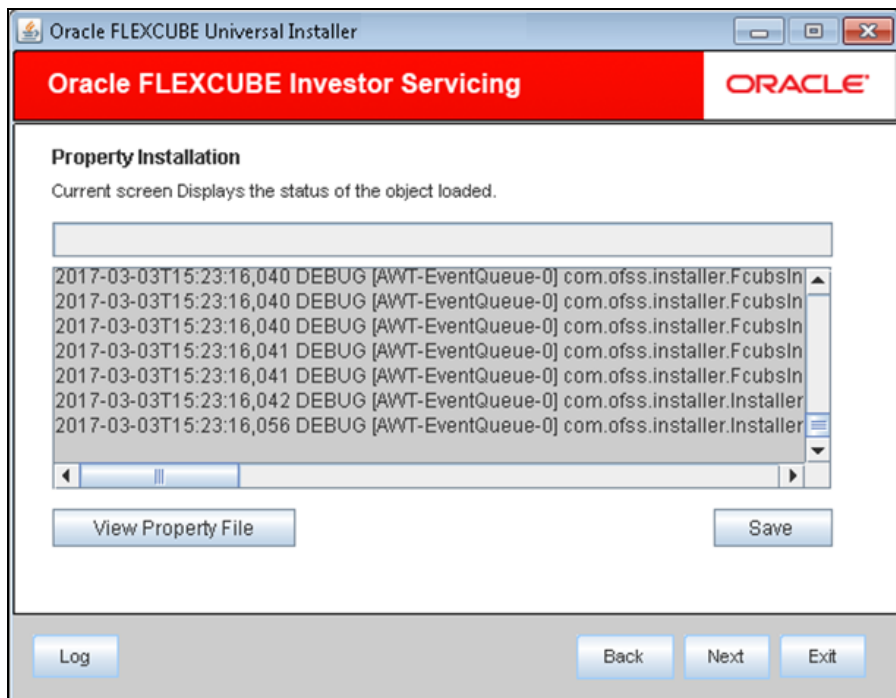 Oracle FLEXCUBE Universal Installer
Oracle FLEXCUBE Investor Servicing
ORACLE
Property Installation
Current screen Displays the status of the object loaded.
2017-03-03T15:23:16,040 DEBUG [AWT-EventQueue-0] com.ofss.installer.FcubsIn
2017-03-03T15:23:16,040 DEBUG [AWT-EventQueue-0] com.ofss.installer.FcubsIn
2017-03-03T15:23:16,040 DEBUG [AWT-EventQueue-0] com.ofss.installer.FcubsIn
2017-03-03T15:23:16,041 DEBUG [AWT-EventQueue-0] com.ofss.installer.FcubsIn
2017-03-03T15:23:16,041 DEBUG [AWT-EventQueue-0] com.ofss.installer.FcubsIn
2017-03-03T15:23:16,042 DEBUG [AWT-EventQueue-0] com.ofss.installer.Installer
2017-03-03T15:23:16,056 DEBUG [AWT-EventQueue-0] com.ofss.installer.Installer
View Property File
Save
Log
Back
Next
Exit